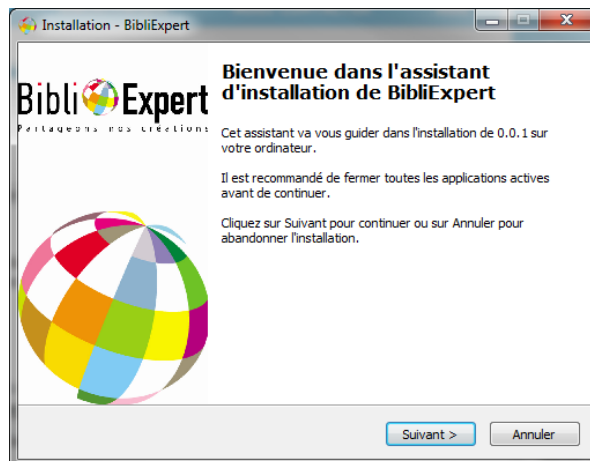 Installation - BibliExpert
Bibli Expert
Partageons nos créations
Bienvenue dans l'assistant
d'installation de BibliExpert
Cet assistant va vous guider dans l'installation de 0.0.1 sur
votre ordinateur.
Il est recommandé de fermer toutes les applications actives
avant de continuer.
Cliquez sur Suivant pour continuer ou sur Annuler pour
abandonner l'installation.
Suivant >
Annuler